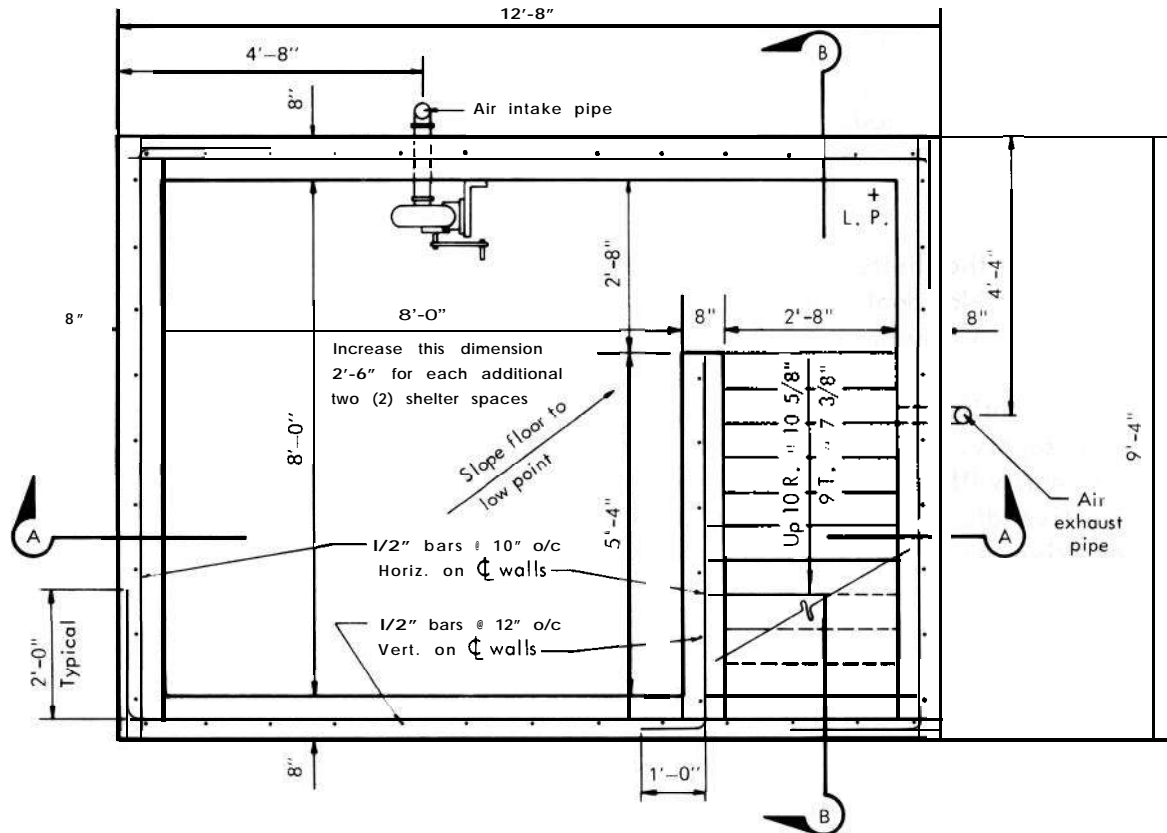 12'-8"
4'-8"
B
8"
Air intake pipe
+
L. P.
2'-8"
4'-4"
8"
8'-0"
8"
2'-8"
8"
Increase this dimension
2'-6" for each additional
two (2) shelter spaces
Up 10 R. " 10 5/8"
9 T. " 7 3/8"
9'-4"
8'-0"
Slope floor to
low point
5'-4"
A
A
Air
exhaust
pipe
1/2" bars @ 10" o/c
Horiz. on ℄ walls
1/2" bars @ 12" o/c
Vert. on ℄ walls
2'-0"
Typical
8"
1'-0"
B